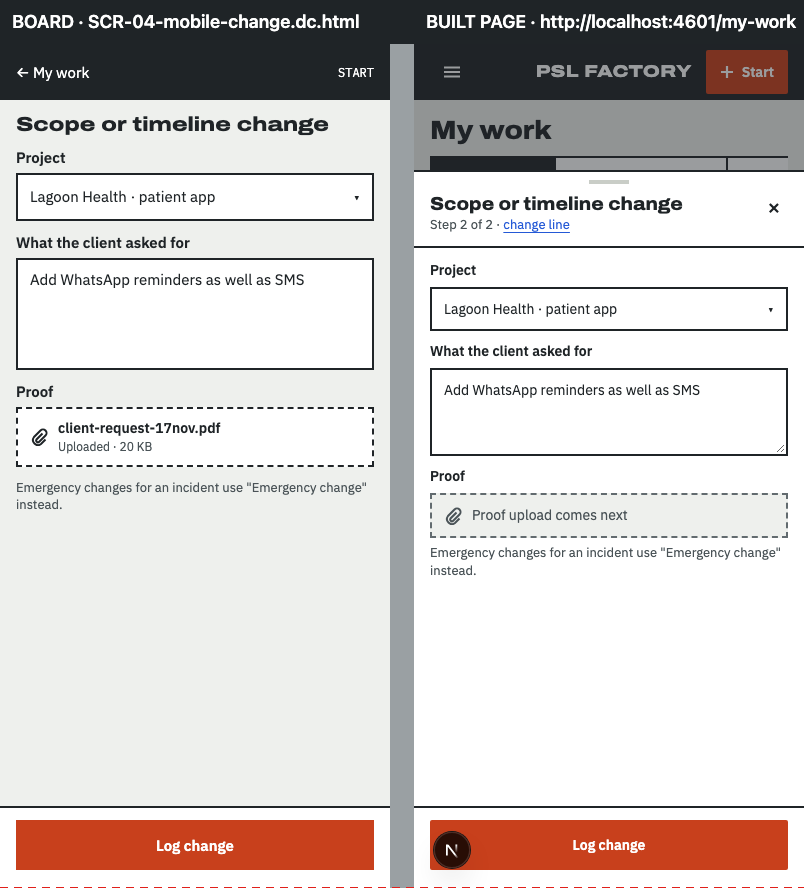 BOARD · SCR-04-mobile-change.dc.html
← My work
START
Scope or timeline change
Project
Lagoon Health · patient app
What the client asked for
Add WhatsApp reminders as well as SMS
Proof
client-request-17nov.pdf
Uploaded · 20 KB
Emergency changes for an incident use "Emergency change"
instead.
Log change
BUILT PAGE · http://localhost:4601/my-work
PSL FACTORY
+ Start
My work
Scope or timeline change
Step 2 of 2 · change line
Project
Lagoon Health · patient app
What the client asked for
Add WhatsApp reminders as well as SMS
Proof
Proof upload comes next
Emergency changes for an incident use "Emergency change"
instead.
N
Log change